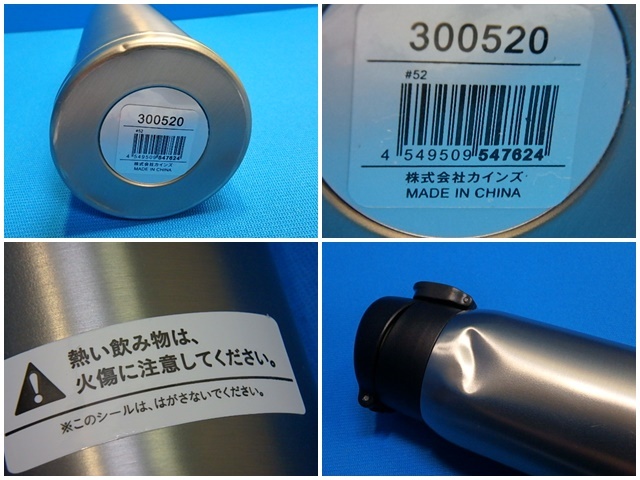 300520
#52
4 549509 547624
株式会社カインズ
MADE IN CHINA
300520
#52
4 549509 547624
株式会社カインズ
MADE IN CHINA
熱い飲み物は、
火傷に注意してください。
※このシールは、はがさないでください。